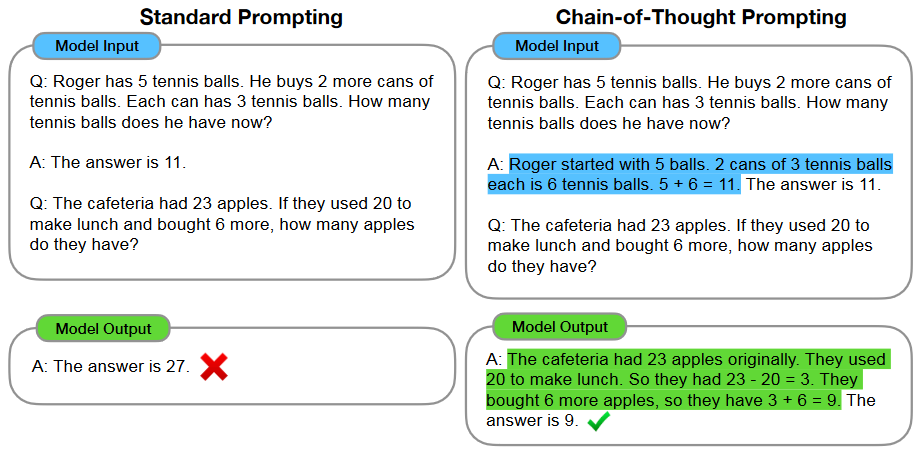 Standard Prompting
Model Input
Q: Roger has 5 tennis balls. He buys 2 more cans of
tennis balls. Each can has 3 tennis balls. How many
tennis balls does he have now?
A: The answer is 11.
Q: The cafeteria had 23 apples. If they used 20 to
make lunch and bought 6 more, how many apples
do they have?
Model Output
A: The answer is 27.
Chain-of-Thought Prompting
Model Input
Q: Roger has 5 tennis balls. He buys 2 more cans of
tennis balls. Each can has 3 tennis balls. How many
tennis balls does he have now?
A: Roger started with 5 balls. 2 cans of 3 tennis balls
each is 6 tennis balls. 5 + 6 = 11. The answer is 11.
Q: The cafeteria had 23 apples. If they used 20 to
make lunch and bought 6 more, how many apples
do they have?
Model Output
A: The cafeteria had 23 apples originally. They used
20 to make lunch. So they had 23 - 20 = 3. They
bought 6 more apples, so they have 3 + 6 = 9. The
answer is 9.